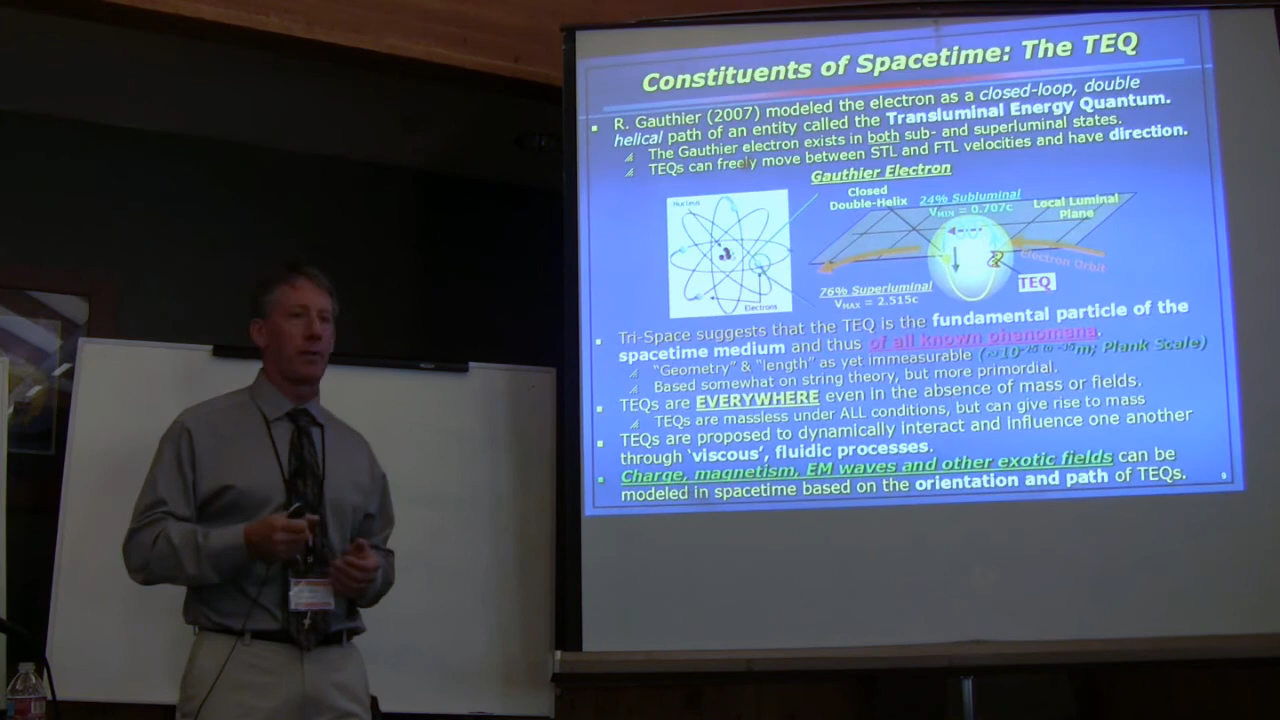 Constituents of Spacetime: The TEQ
R. Gauthier (2007) modeled the electron as a closed-loop, double
helical path of an entity called the Transluminal Energy Quantum.
The Gauthier electron exists in both sub- and superluminal states.
TEQs can freely move between STL and FTL velocities and have direction.
Gauthier Electron
Nucleus
Electrons
Closed
Double-Helix
24% Subluminal
VMIN = 0.707c
Local Luminal
Plane
Electron Orbit
TEQ
76% Superluminal
VMAX = 2.515c
Tri-Space suggests that the TEQ is the fundamental particle of the
spacetime medium and thus of all known phenomena.
"Geometry" & "length" as yet immeasurable (~10 to m; Plank Scale)
Based somewhat on string theory, but more primordial.
TEQs are EVERYWHERE even in the absence of mass or fields.
TEQs are massless under ALL conditions, but can give rise to mass
TEQs are proposed to dynamically interact and influence one another
through 'viscous', fluidic processes.
Charge, magnetism, EM waves and other exotic fields can be
modeled in spacetime based on the orientation and path of TEQs.
9